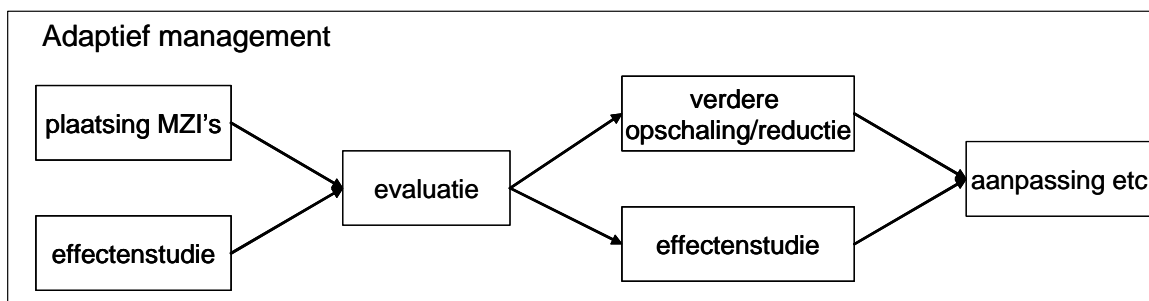 Adaptief management
plaatsing MZI's
effectenstudie
evaluatie
verdere
opschaling/reductie
effectenstudie
aanpassing etc